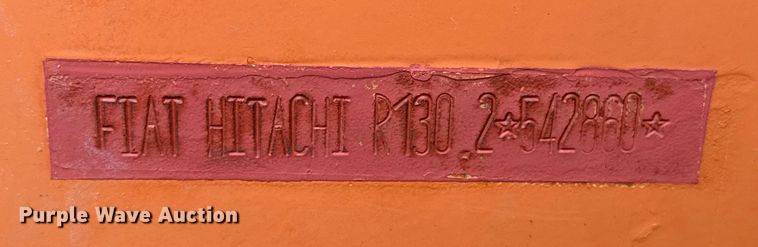 FIAT HITACHI R130.2★542860★
Purple Wave Auction